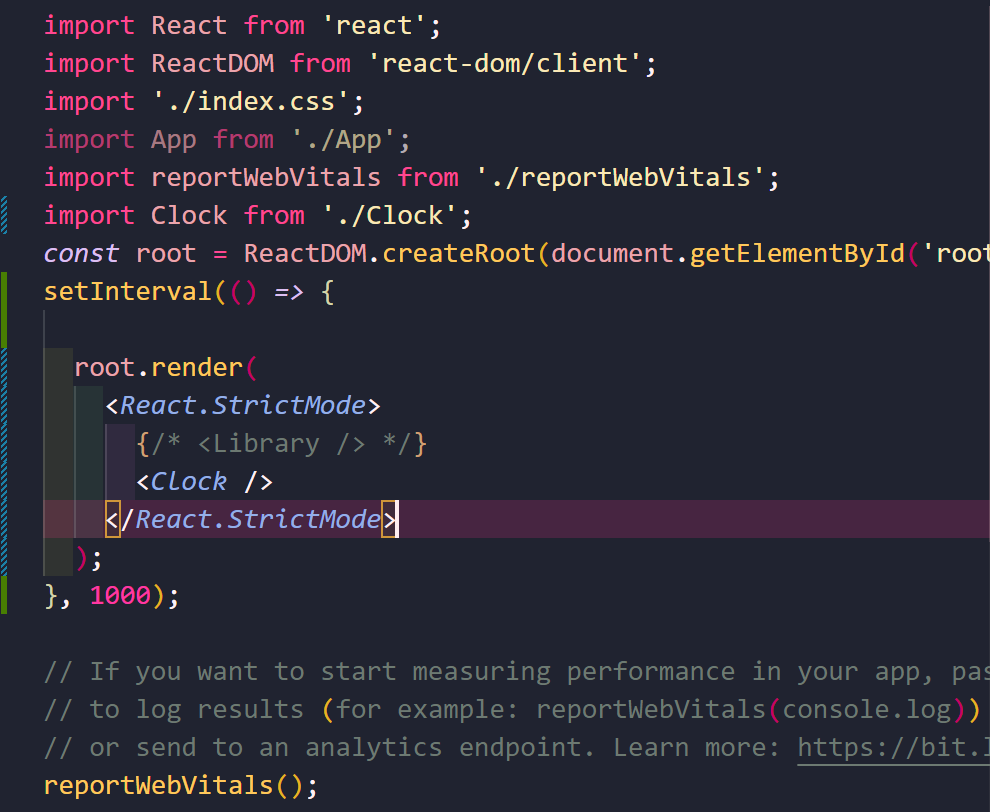 import React from 'react';
import ReactDOM from 'react-dom/client';
import './index.css';
import App from './App';
import reportWebVitals from './reportWebVitals';
import Clock from './Clock';
const root = ReactDOM.createRoot(document.getElementById('root
setInterval(() => {
root.render(
<React.StrictMode>
{/* <Library /> */}
<Clock />
</React.StrictMode>
);
}, 1000);
// If you want to start measuring performance in your app, pas
// to log results (for example: reportWebVitals(console.log))
// or send to an analytics endpoint. Learn more: https://bit.l
reportWebVitals();